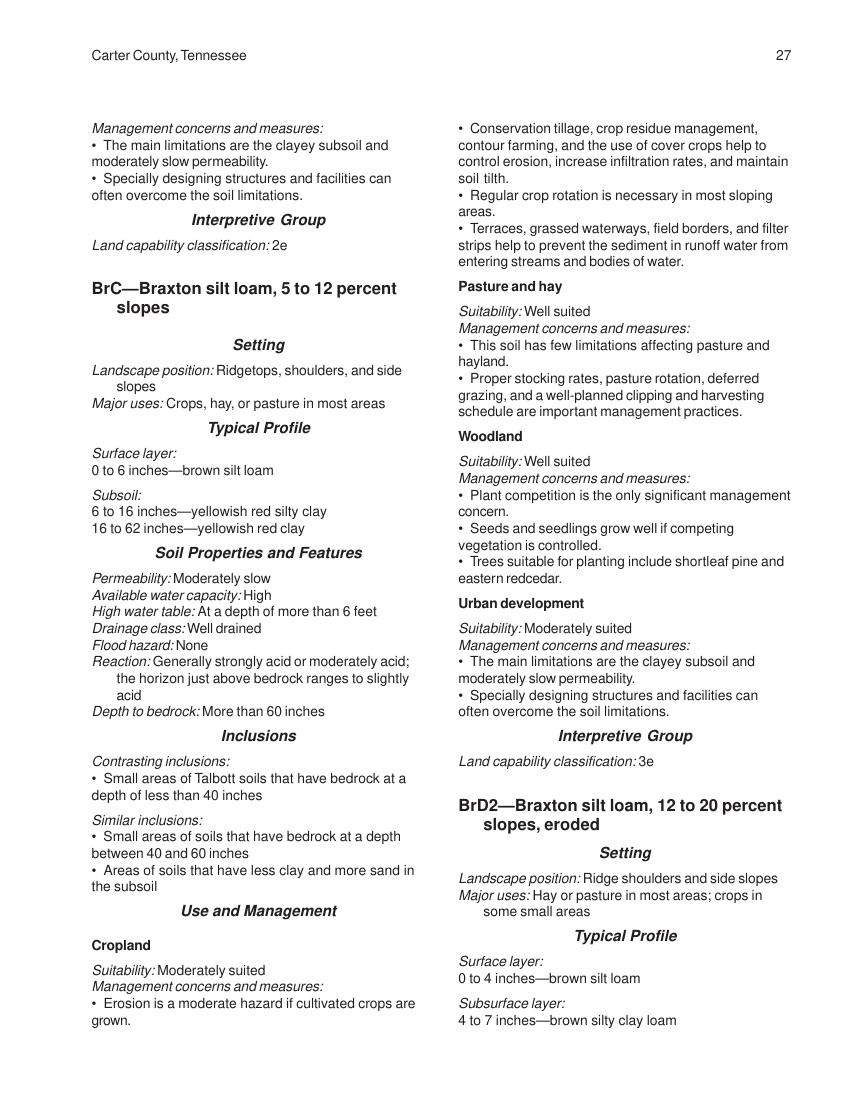 Carter County, Tennessee
27
Management concerns and measures:
• The main limitations are the clayey subsoil and
moderately slow permeability.
• Specially designing structures and facilities can
often overcome the soil limitations.
Interpretive Group
Land capability classification: 2e
BrC—Braxton silt loam, 5 to 12 percent
slopes
Setting
Landscape position: Ridgetops, shoulders, and side
slopes
Major uses: Crops, hay, or pasture in most areas
Typical Profile
Surface layer:
0 to 6 inches—brown silt loam
Subsoil:
6 to 16 inches—yellowish red silty clay
16 to 62 inches—yellowish red clay
Soil Properties and Features
Permeability: Moderately slow
Available water capacity: High
High water table: At a depth of more than 6 feet
Drainage class: Well drained
Flood hazard: None
Reaction: Generally strongly acid or moderately acid;
the horizon just above bedrock ranges to slightly
acid
Depth to bedrock: More than 60 inches
Inclusions
Contrasting inclusions:
• Small areas of Talbott soils that have bedrock at a
depth of less than 40 inches
Similar inclusions:
• Small areas of soils that have bedrock at a depth
between 40 and 60 inches
• Areas of soils that have less clay and more sand in
the subsoil
Use and Management
Cropland
Suitability: Moderately suited
Management concerns and measures:
• Erosion is a moderate hazard if cultivated crops are
grown.
• Conservation tillage, crop residue management,
contour farming, and the use of cover crops help to
control erosion, increase infiltration rates, and maintain
soil tilth.
• Regular crop rotation is necessary in most sloping
areas.
• Terraces, grassed waterways, field borders, and filter
strips help to prevent the sediment in runoff water from
entering streams and bodies of water.
Pasture and hay
Suitability: Well suited
Management concerns and measures:
• This soil has few limitations affecting pasture and
hayland.
• Proper stocking rates, pasture rotation, deferred
grazing, and a well-planned clipping and harvesting
schedule are important management practices.
Woodland
Suitability: Well suited
Management concerns and measures:
• Plant competition is the only significant management
concern.
• Seeds and seedlings grow well if competing
vegetation is controlled.
• Trees suitable for planting include shortleaf pine and
eastern redcedar.
Urban development
Suitability: Moderately suited
Management concerns and measures:
• The main limitations are the clayey subsoil and
moderately slow permeability.
• Specially designing structures and facilities can
often overcome the soil limitations.
Interpretive Group
Land capability classification: 3e
BrD2—Braxton silt loam, 12 to 20 percent
slopes, eroded
Setting
Landscape position: Ridge shoulders and side slopes
Major uses: Hay or pasture in most areas; crops in
some small areas
Typical Profile
Surface layer:
0 to 4 inches—brown silt loam
Subsurface layer:
4 to 7 inches—brown silty clay loam